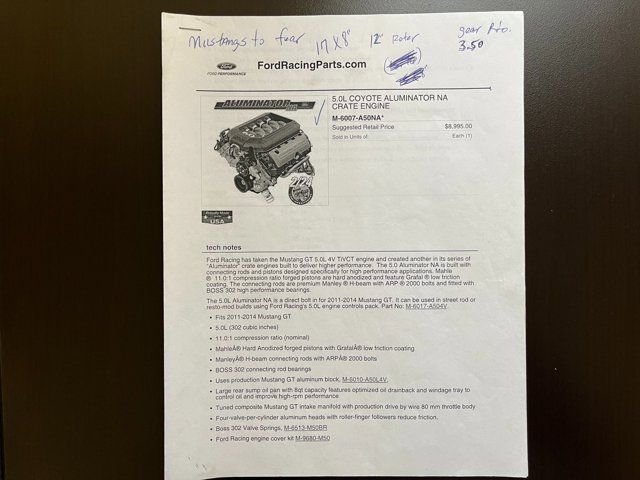 Mustangs to fear 17 X 8" 12" Rotor gear
3.50
Ford
FORD PERFORMANCE
FordRacingParts.com
ALUMINATOR
5.0L COYOTE ALUMINATOR NA
CRATE ENGINE
M-6007-A50NA*
Suggested Retail Price $8,995.00
Sold in Units of: Each (1)
Proudly Made
USA
tech notes
Ford Racing has taken the Mustang GT 5.0L 4V TiVCT engine and created another in its series of
"Aluminator" crate engines built to deliver higher performance. The 5.0 Aluminator NA is built with
connecting rods and pistons designed specifically for high performance applications. Mahle
® 11.0:1 compression ratio forged pistons are hard anodized and feature Grafal ® low friction
coating. The connecting rods are premium Manley ® H-beam with ARP ® 2000 bolts and fitted with
BOSS 302 high performance bearings.
The 5.0L Aluminator NA is a direct bolt in for 2011-2014 Mustang GT. It can be used in street rod or
resto-mod builds using Ford Racing's 5.0L engine controls pack. Part No: M-6017-A504V.
• Fits 2011-2014 Mustang GT
• 5.0L (302 cubic inches)
• 11.0:1 compression ratio (nominal)
• MahleÂ® Hard Anodized forged pistons with GrafalÂ® low friction coating
• ManleyÂ® H-beam connecting rods with ARPÂ® 2000 bolts
• BOSS 302 connecting rod bearings
• Uses production Mustang GT aluminum block, M-6010-A50L4V.
• Large rear sump oil pan with 8qt capacity features optimized oil drainback and windage tray to
control oil and improve high-rpm performance
• Tuned composite Mustang GT intake manifold with production drive by wire 80 mm throttle body
• Four-valve-per-cylinder aluminum heads with roller-finger followers reduce friction.
• Boss 302 Valve Springs, M-6513-M50BR
• Ford Racing engine cover kit M-9680-M50